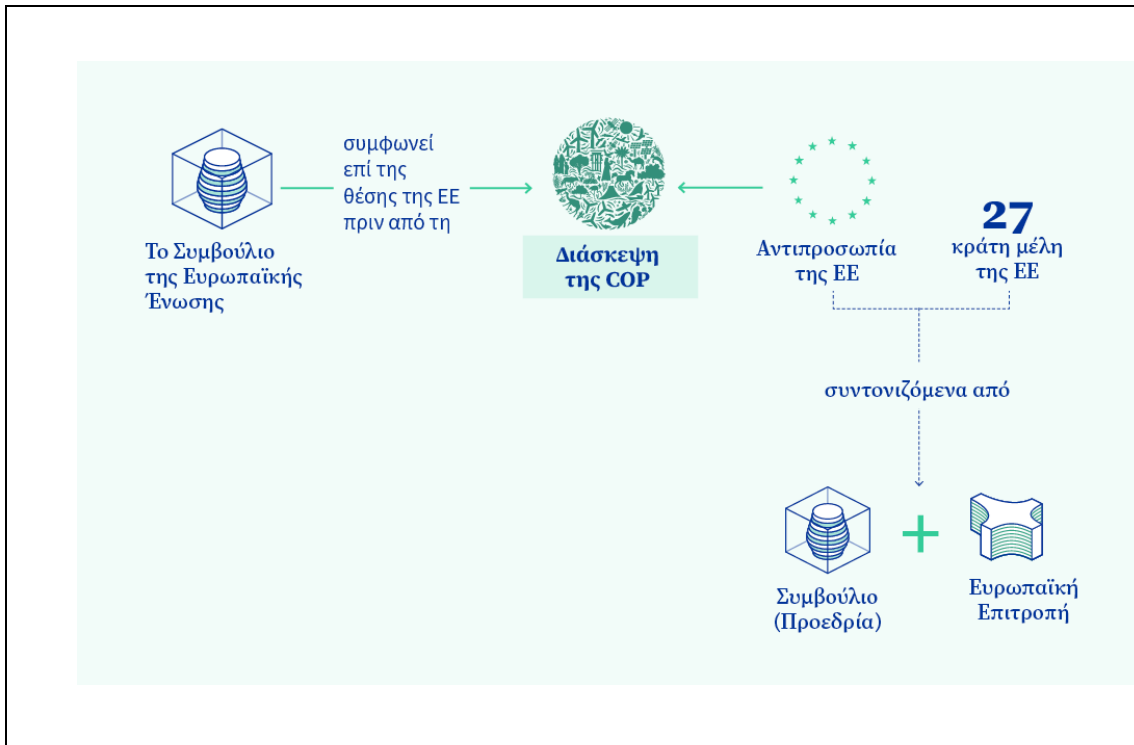 Το Συμβούλιο
της Ευρωπαϊκής
Ένωσης
συμφωνεί
επί της
θέσης της ΕΕ
πριν από τη
Διάσκεψη
της COP
Αντιπροσωπία
της ΕΕ
27
κράτη μέλη
της ΕΕ
συντονιζόμενα από
Συμβούλιο
(Προεδρία)
+
Ευρωπαϊκή
Επιτροπή